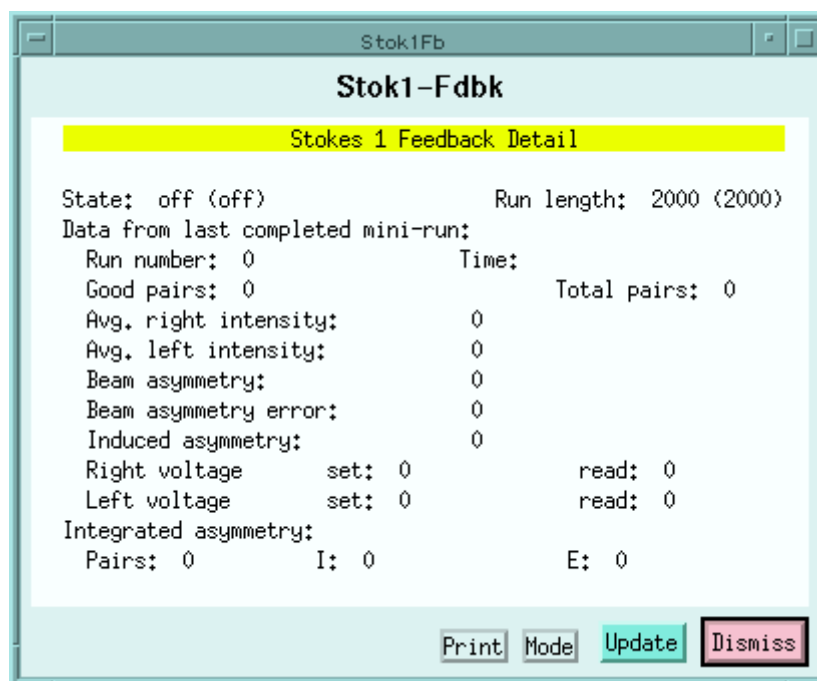 Stok1Fb
Stok1-Fdbk
Stokes 1 Feedback Detail
State: off (off) Run length: 2000 (2000)
Data from last completed mini-run:
Run number: 0 Time:
Good pairs: 0 Total pairs: 0
Avg. right intensity: 0
Avg. left intensity: 0
Beam asymmetry: 0
Beam asymmetry error: 0
Induced asymmetry: 0
Right voltage set: 0 read: 0
Left voltage set: 0 read: 0
Integrated asymmetry:
Pairs: 0 I: 0 E: 0
Print Mode Update Dismiss